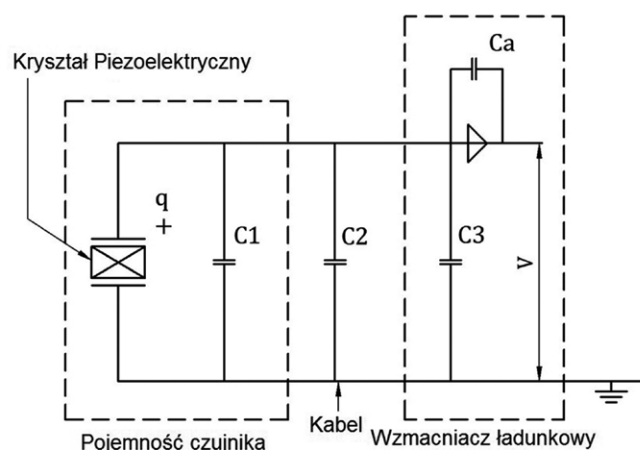 Ca
Kryształ Piezoelektryczny
q
+
C1
C2
C3
V
Kabel
Pojemność czujnika
Wzmacniacz ładunkowy